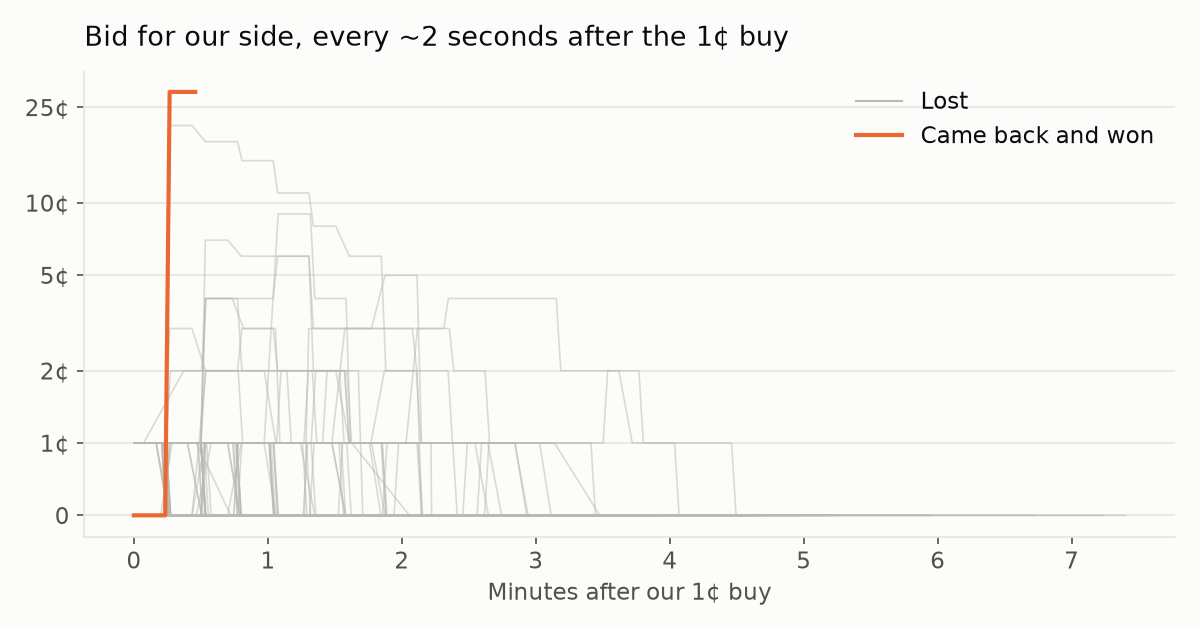 Bid for our side, every ~2 seconds after the 1¢ buy
25¢
10¢
5¢
2¢
1¢
0
Lost
Came back and won
0 1 2 3 4 5 6 7
Minutes after our 1¢ buy